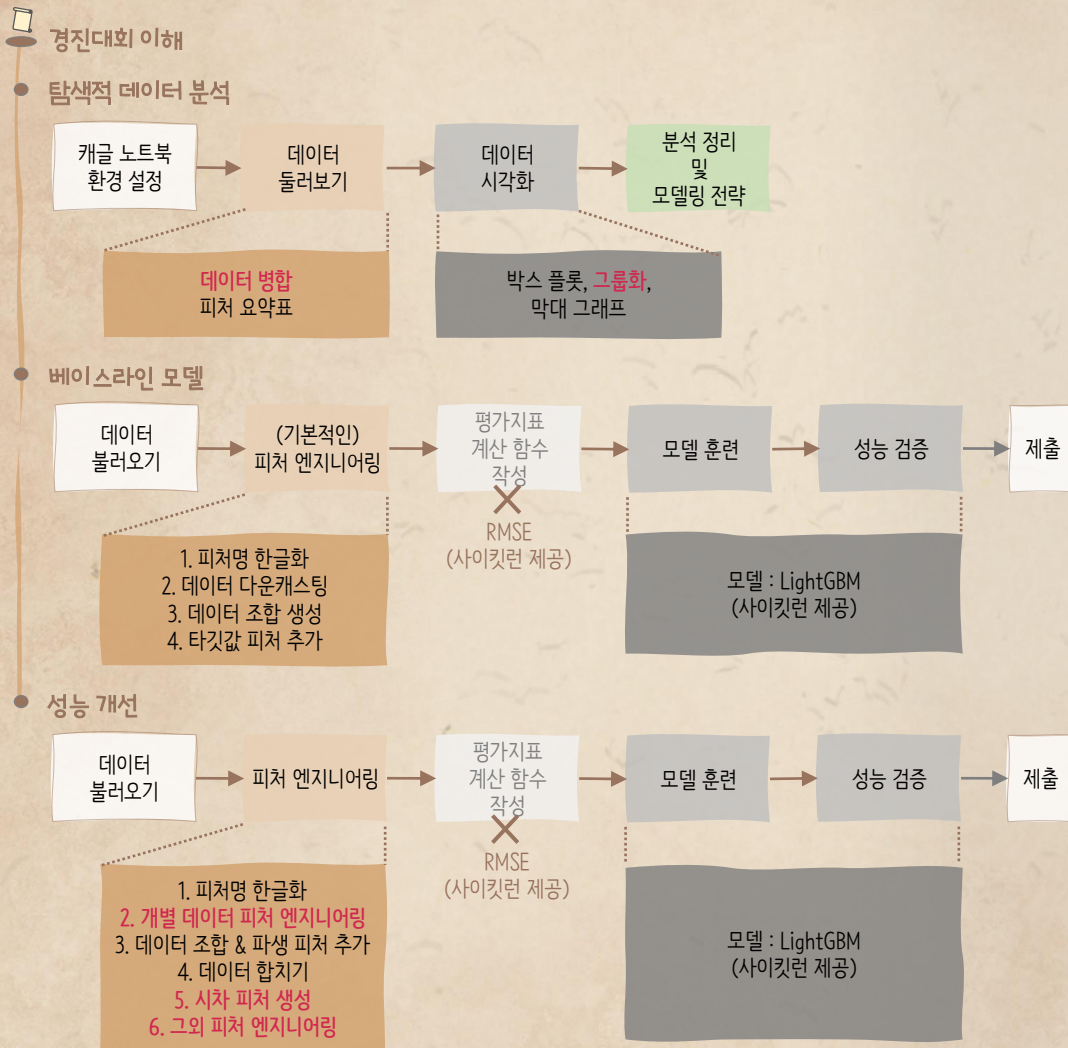 경진대회 이해
탐색적 데이터 분석
캐글 노트북
환경 설정
데이터
둘러보기
데이터
시각화
분석 정리
및
모델링 전략
데이터 병합
피처 요약표
박스 플롯, 그룹화,
막대 그래프
베이스라인 모델
데이터
불러오기
(기본적인)
피처 엔지니어링
평가지표
계산 함수
작성
모델 훈련
성능 검증
제출
RMSE
(사이킷런 제공)
1. 피처명 한글화
2. 데이터 다운캐스팅
3. 데이터 조합 생성
4. 타깃값 피처 추가
모델 : LightGBM
(사이킷런 제공)
성능 개선
데이터
불러오기
피처 엔지니어링
평가지표
계산 함수
작성
모델 훈련
성능 검증
제출
RMSE
(사이킷런 제공)
1. 피처명 한글화
2. 개별 데이터 피처 엔지니어링
3. 데이터 조합 & 파생 피처 추가
4. 데이터 합치기
5. 시차 피처 생성
6. 그외 피처 엔지니어링
모델 : LightGBM
(사이킷런 제공)